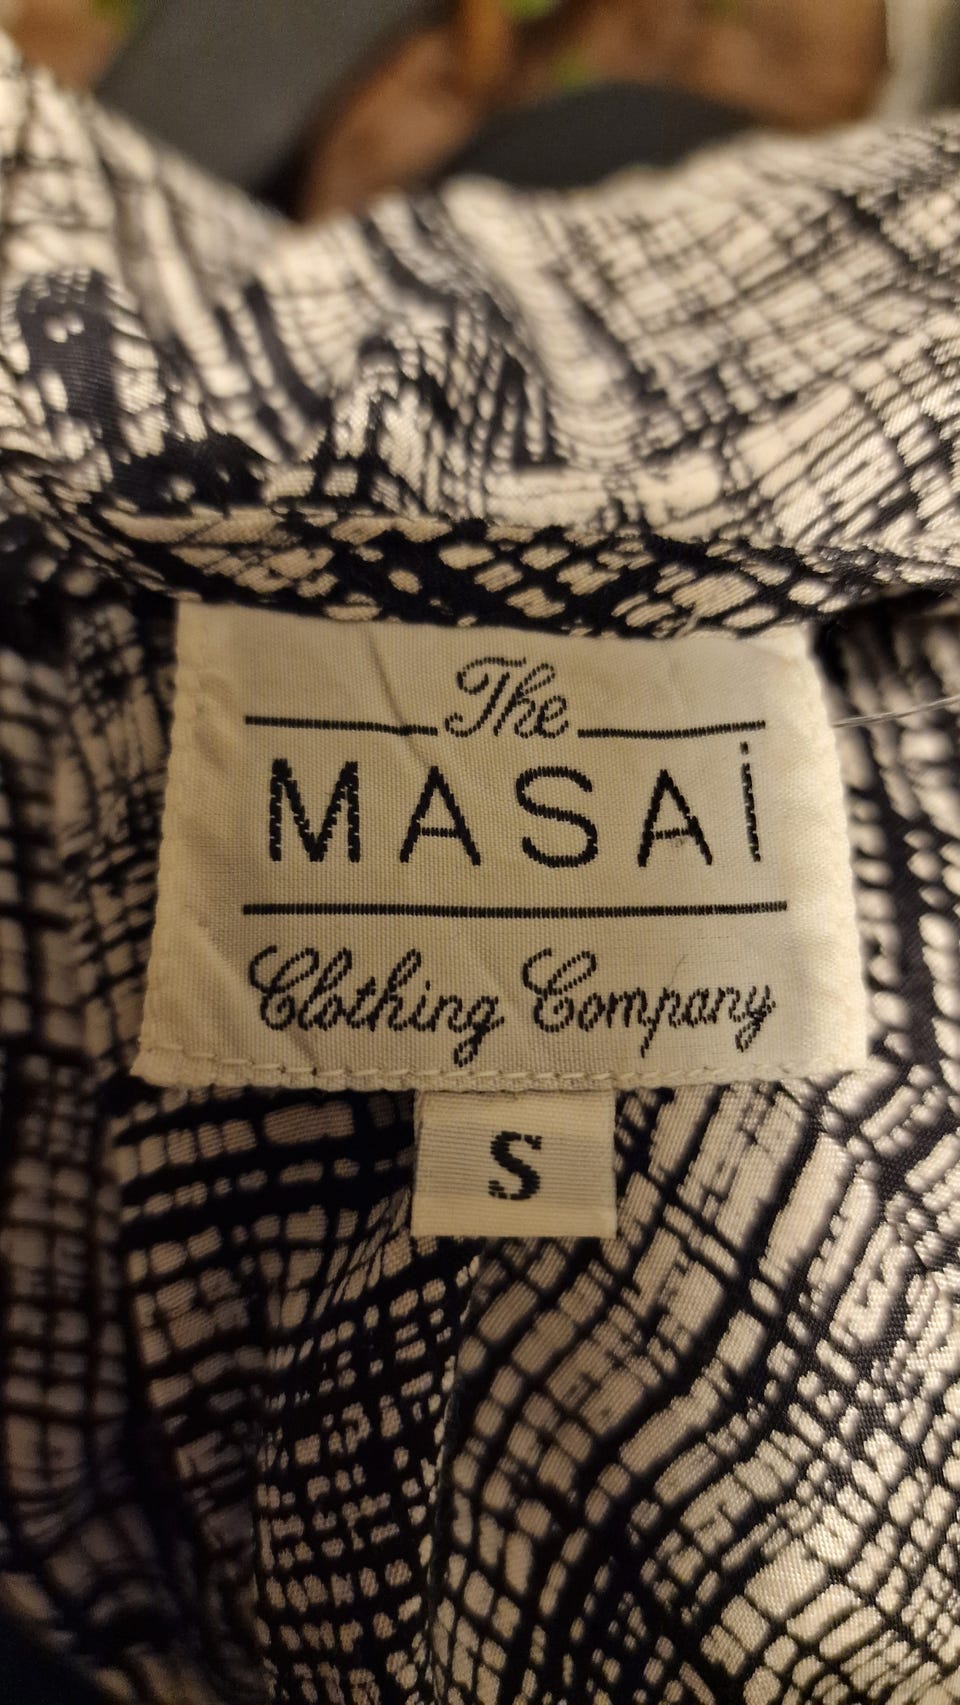 The
MASAi
Clothing Company
S